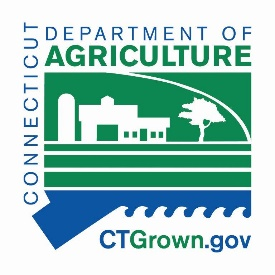 CONNECTICUT
DEPARTMENT OF
AGRICULTURE
CTGrown.gov